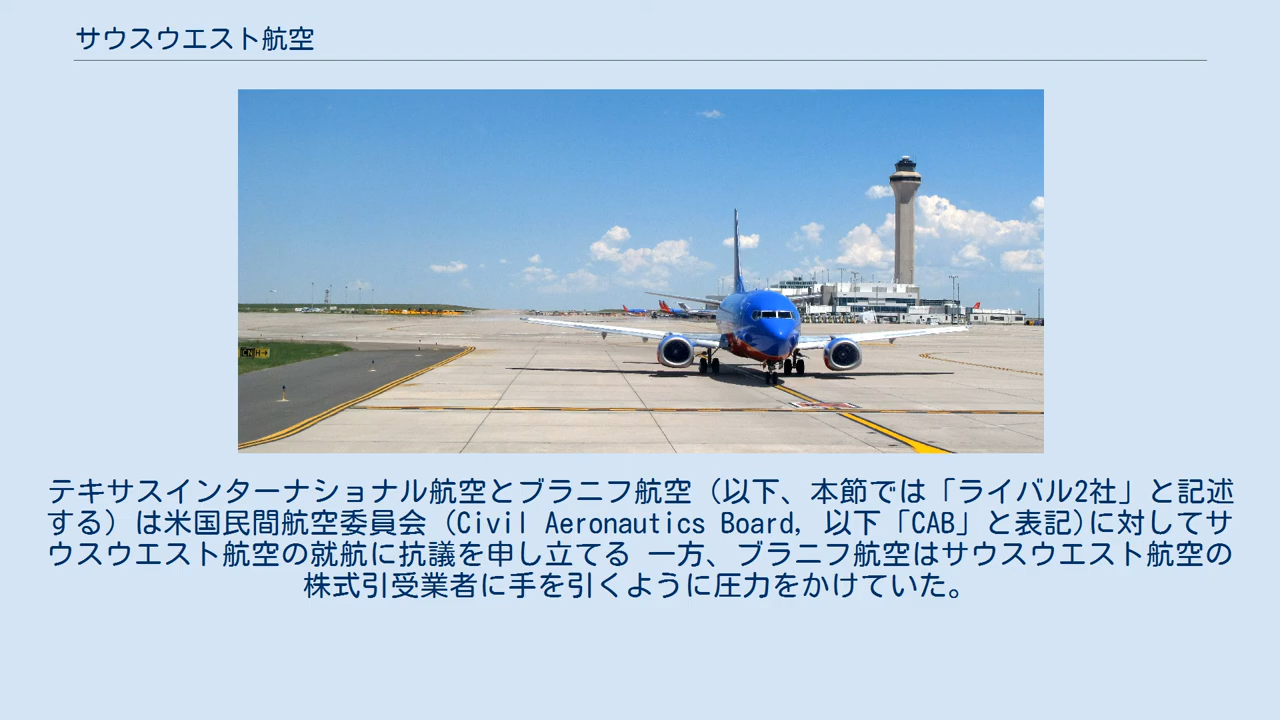 サウスウエスト航空
テキサスインターナショナル航空とブラニフ航空（以下、本節では「ライバル2社」と記述
する）は米国民間航空委員会（Civil Aeronautics Board, 以下「CAB」と表記)に対してサ
ウスウエスト航空の就航に抗議を申し立てる 一方、ブラニフ航空はサウスウエスト航空の
株式引受業者に手を引くように圧力をかけていた。